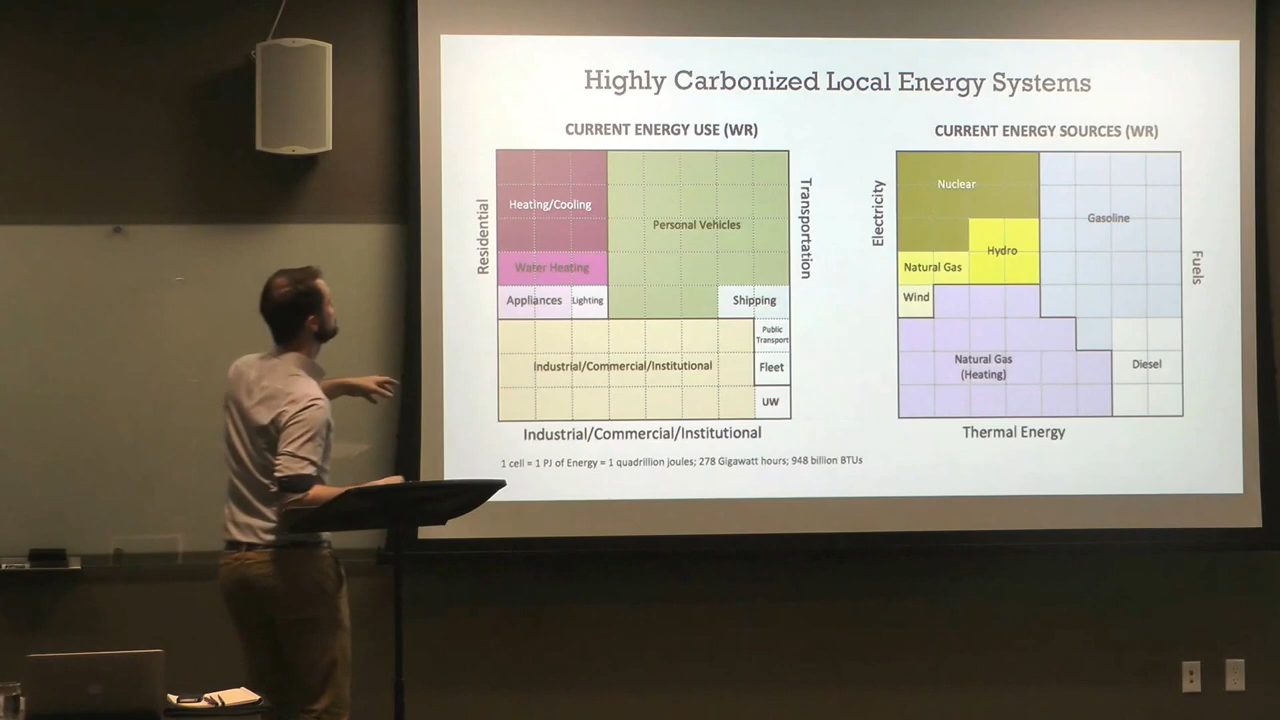 Highly Carbonized Local Energy Systems
CURRENT ENERGY USE (WR)
Residential
Heating/Cooling
Personal Vehicles
Transportation
Water Heating
Appliances
Lighting
Shipping
Public
Transport
Industrial/Commercial/Institutional
Fleet
UW
Industrial/Commercial/Institutional
CURRENT ENERGY SOURCES (WR)
Electricity
Nuclear
Gasoline
Hydro
Natural Gas
Fuels
Wind
Natural Gas
(Heating)
Diesel
Thermal Energy
1 cell = 1 PJ of Energy = 1 quadrillion joules; 278 Gigawatt hours; 948 billion BTUs